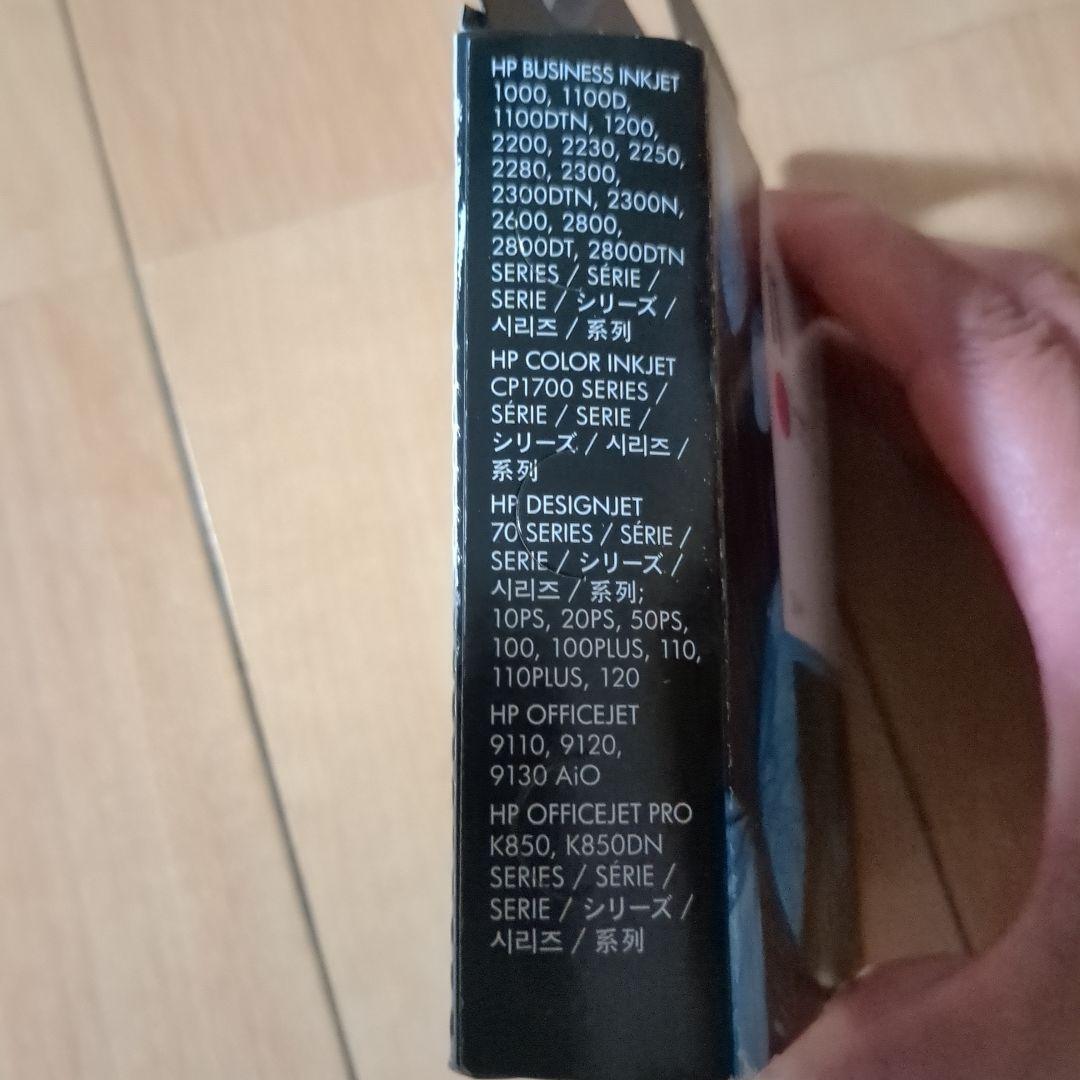 HP BUSINESS INKJET
1000, 1100D,
1100DTN, 1200,
2200, 2230, 2250,
2280, 2300,
2300DTN, 2300N,
2600, 2800,
2800DT, 2800DTN
SERIES / SÉRIE /
SERIE / シリーズ /
시리즈 / 系列
HP COLOR INKJET
CP1700 SERIES /
SÉRIE / SERIE /
シリーズ / 시리즈 /
系列
HP DESIGNJET
70 SERIES / SÉRIE /
SERIE / シリーズ /
시리즈 / 系列;
10PS, 20PS, 50PS,
100, 100PLUS, 110,
110PLUS, 120
HP OFFICEJET
9110, 9120,
9130 AiO
HP OFFICEJET PRO
K850, K850DN
SERIES / SÉRIE /
SERIE / シリーズ /
시리즈 / 系列